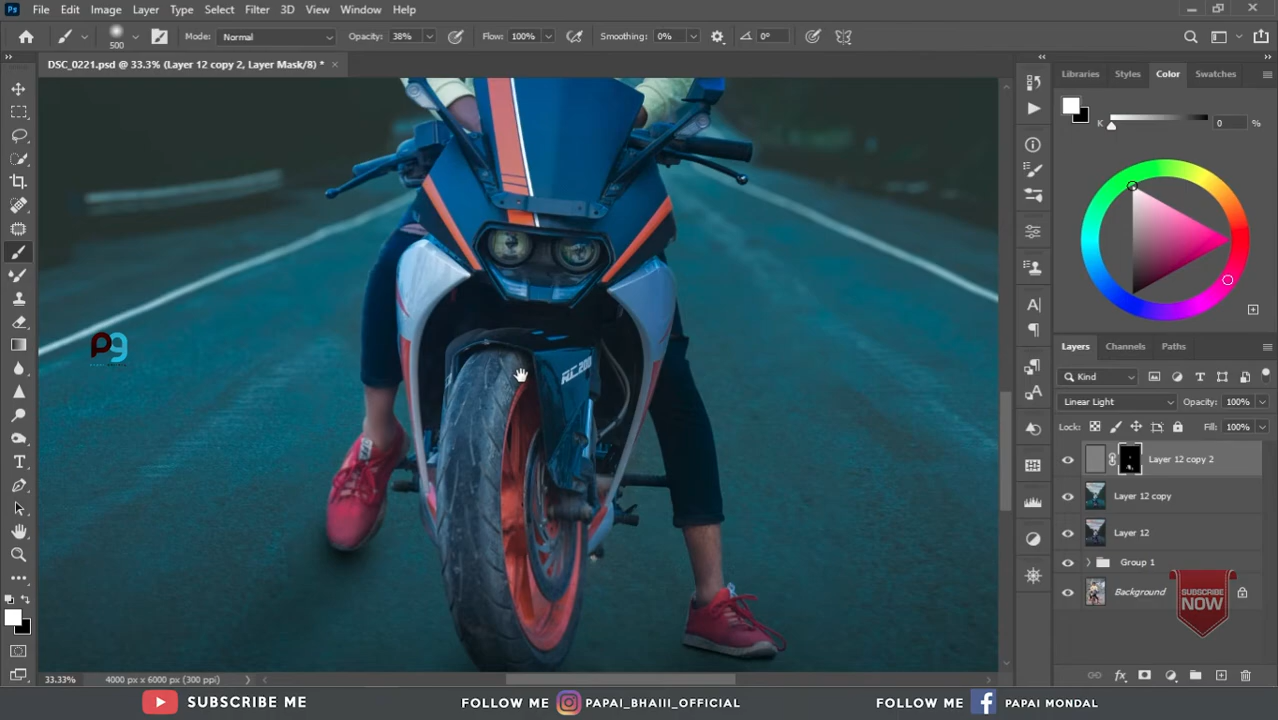 Ps File Edit Image Layer Type Select Filter 3D View Window Help
500 Mode: Normal Opacity: 38% Flow: 100% Smoothing: 0% 0°
DSC_0221.psd @ 33.3% (Layer 12 copy 2, Layer Mask/8) * ×
Libraries Styles Color Swatches
K 0 %
Pg
RC 200
Layers Channels Paths
Kind
Linear Light Opacity: 100%
Lock: Fill: 100%
Layer 12 copy 2
Layer 12 copy
Layer 12
Group 1
Background
SUBSCRIBE
NOW
33.33% 4000 px x 6000 px (300 ppi)
SUBSCRIBE ME FOLLOW ME PAPAI_BHAIII_OFFICIAL FOLLOW ME PAPAI MONDAL